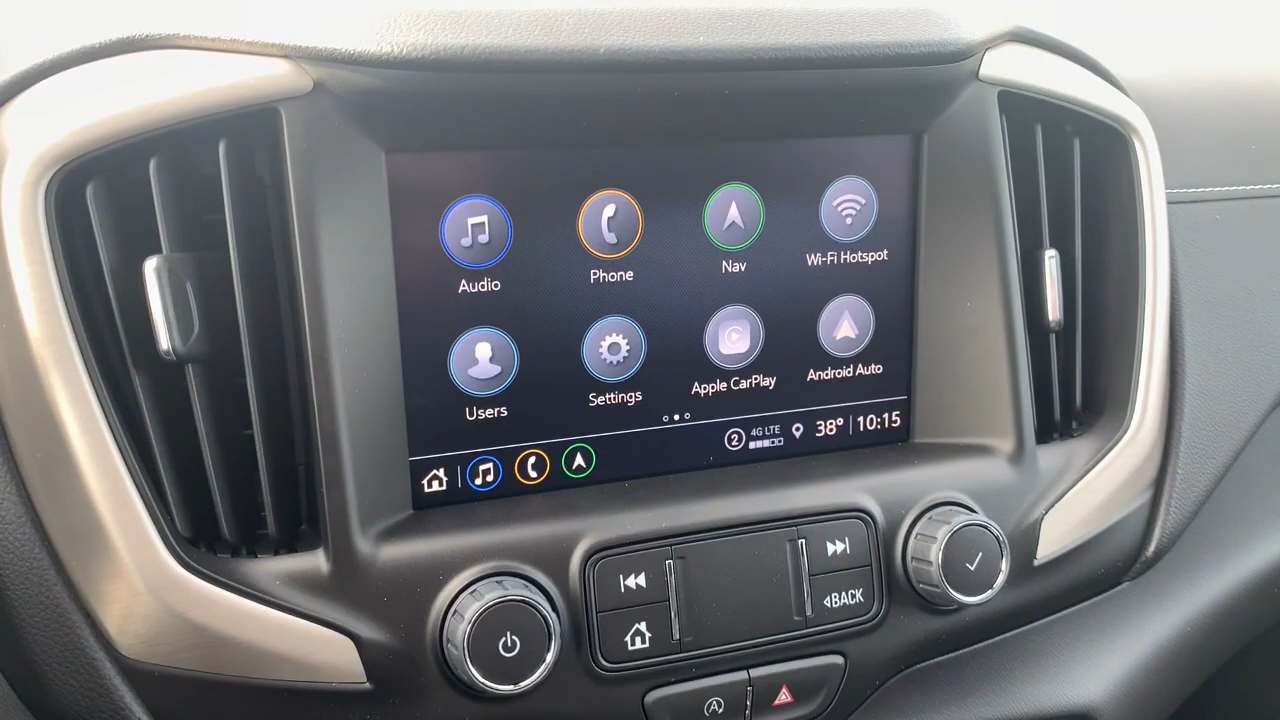 Audio
Phone
Nav
Wi-Fi Hotspot
Users
Settings
Apple CarPlay
Android Auto
2
4G LTE
38°
10:15
BACK
A